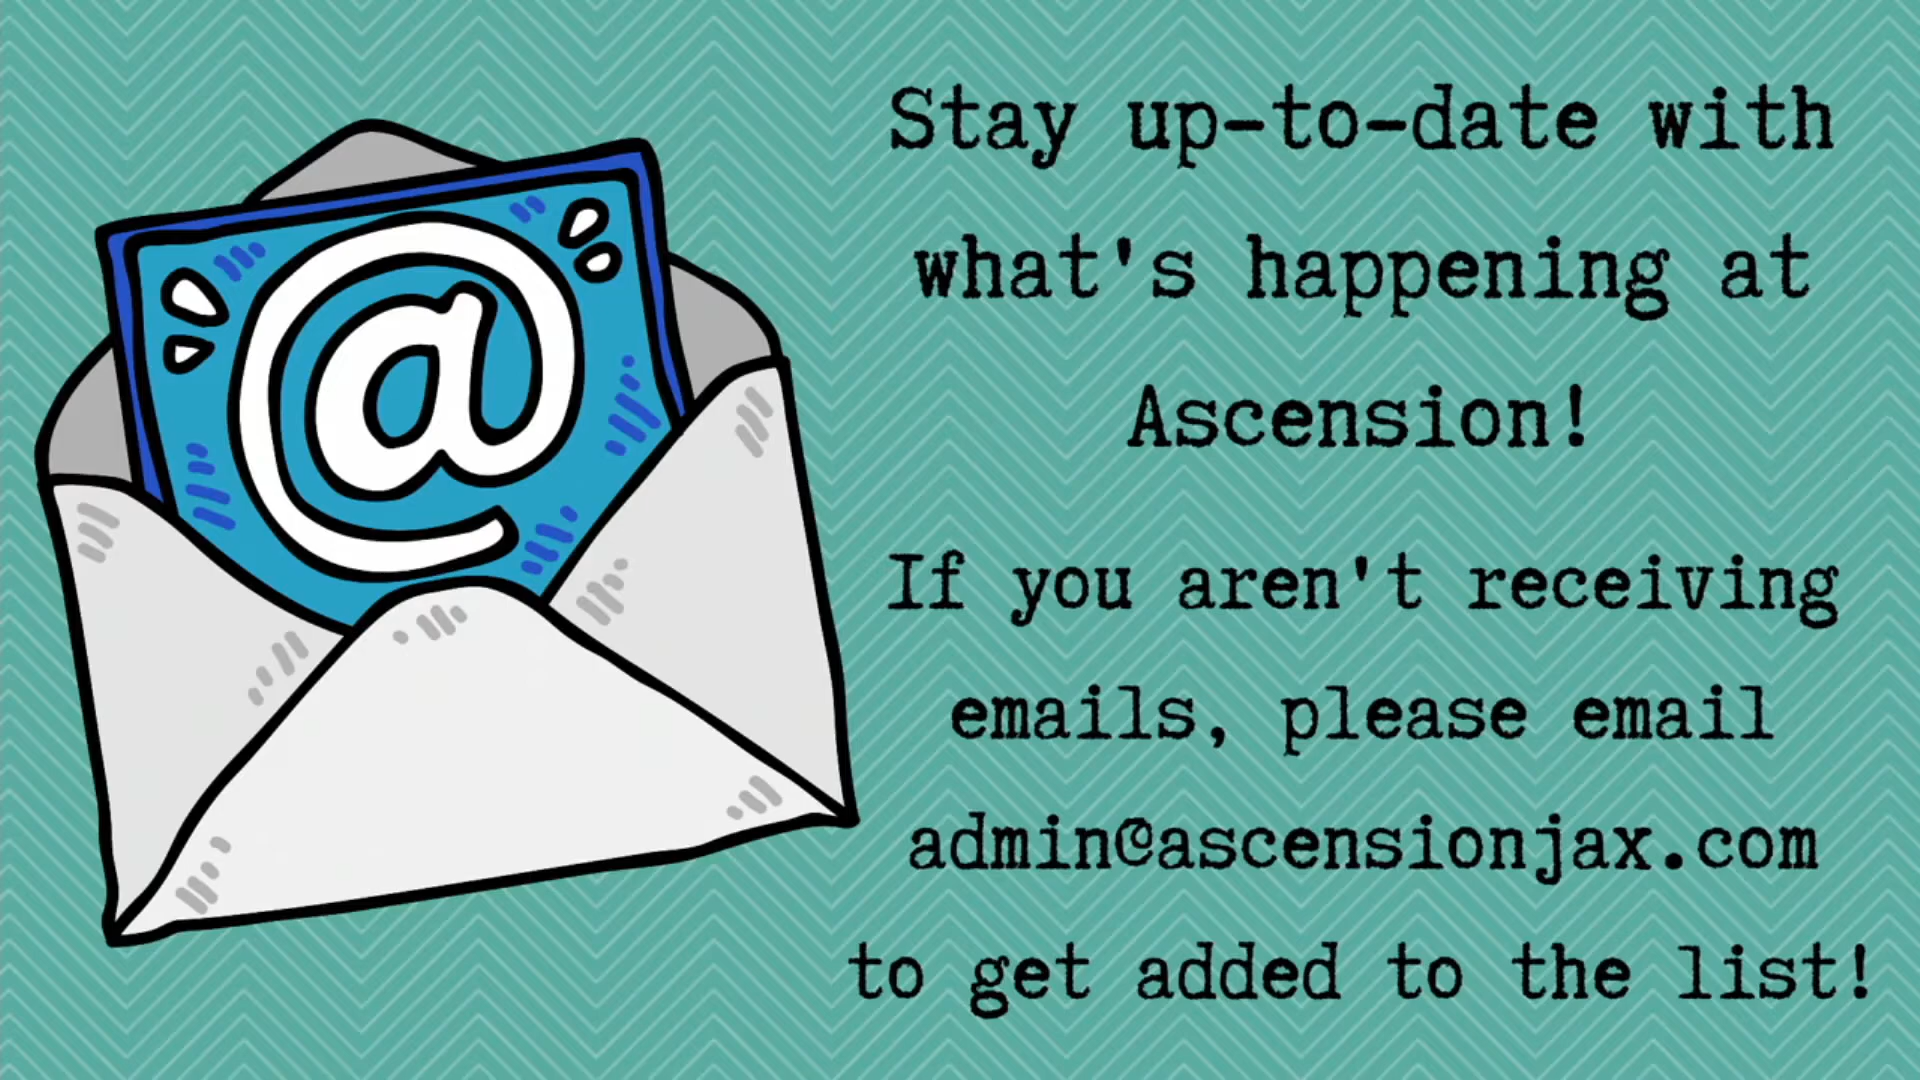 @
Stay up-to-date with
what's happening at
Ascension!
If you aren't receiving
emails, please email
admin@ascensionjax.com
to get added to the list!